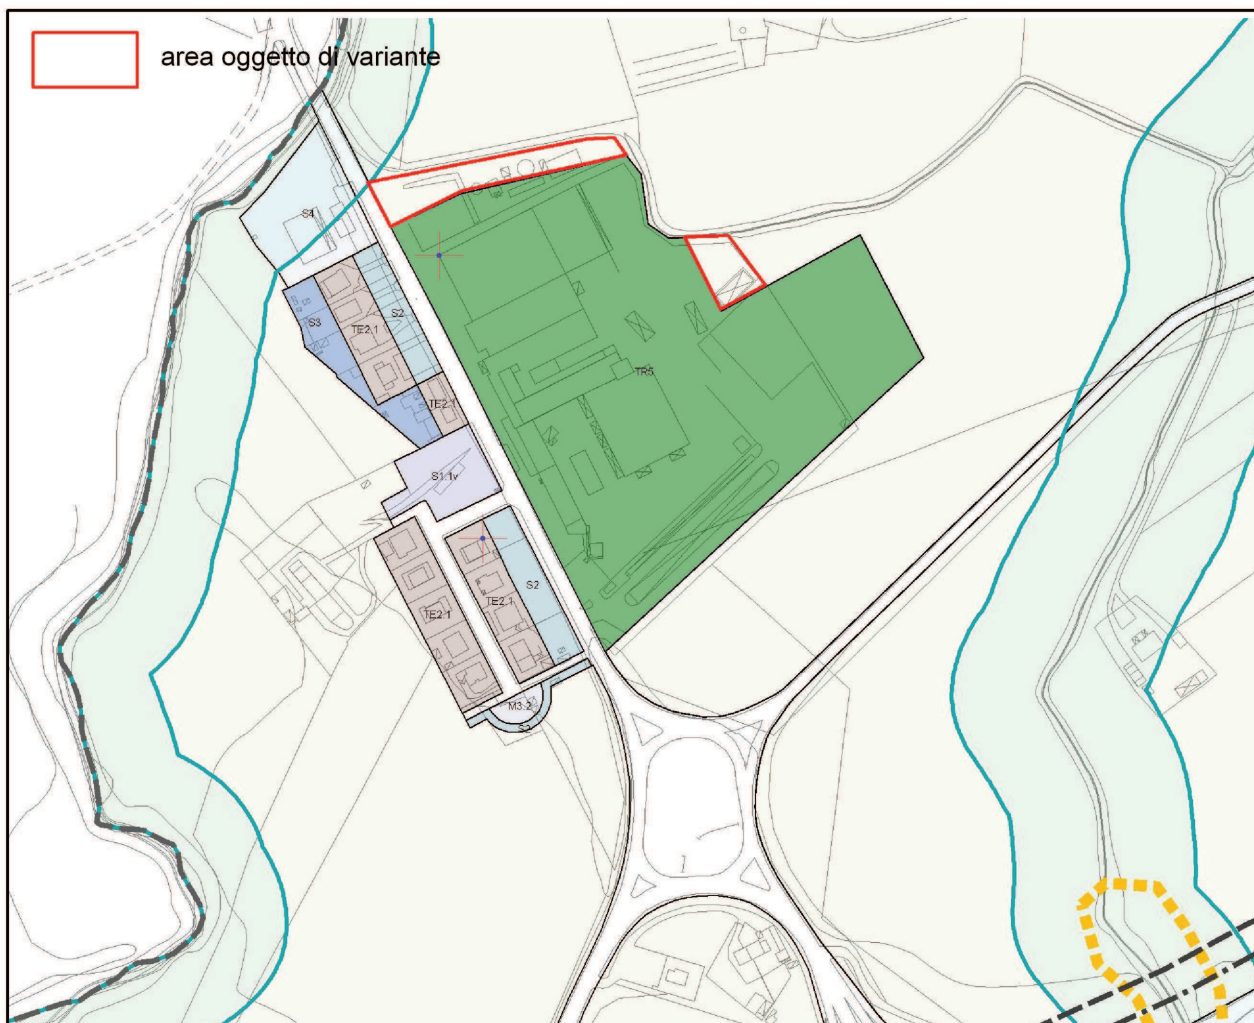 area oggetto di variante
S4
S3
TE2.1
S2
TE2.1
TR5
S1.1v
TE2.1
TE2.1
S2
M3.2
S2